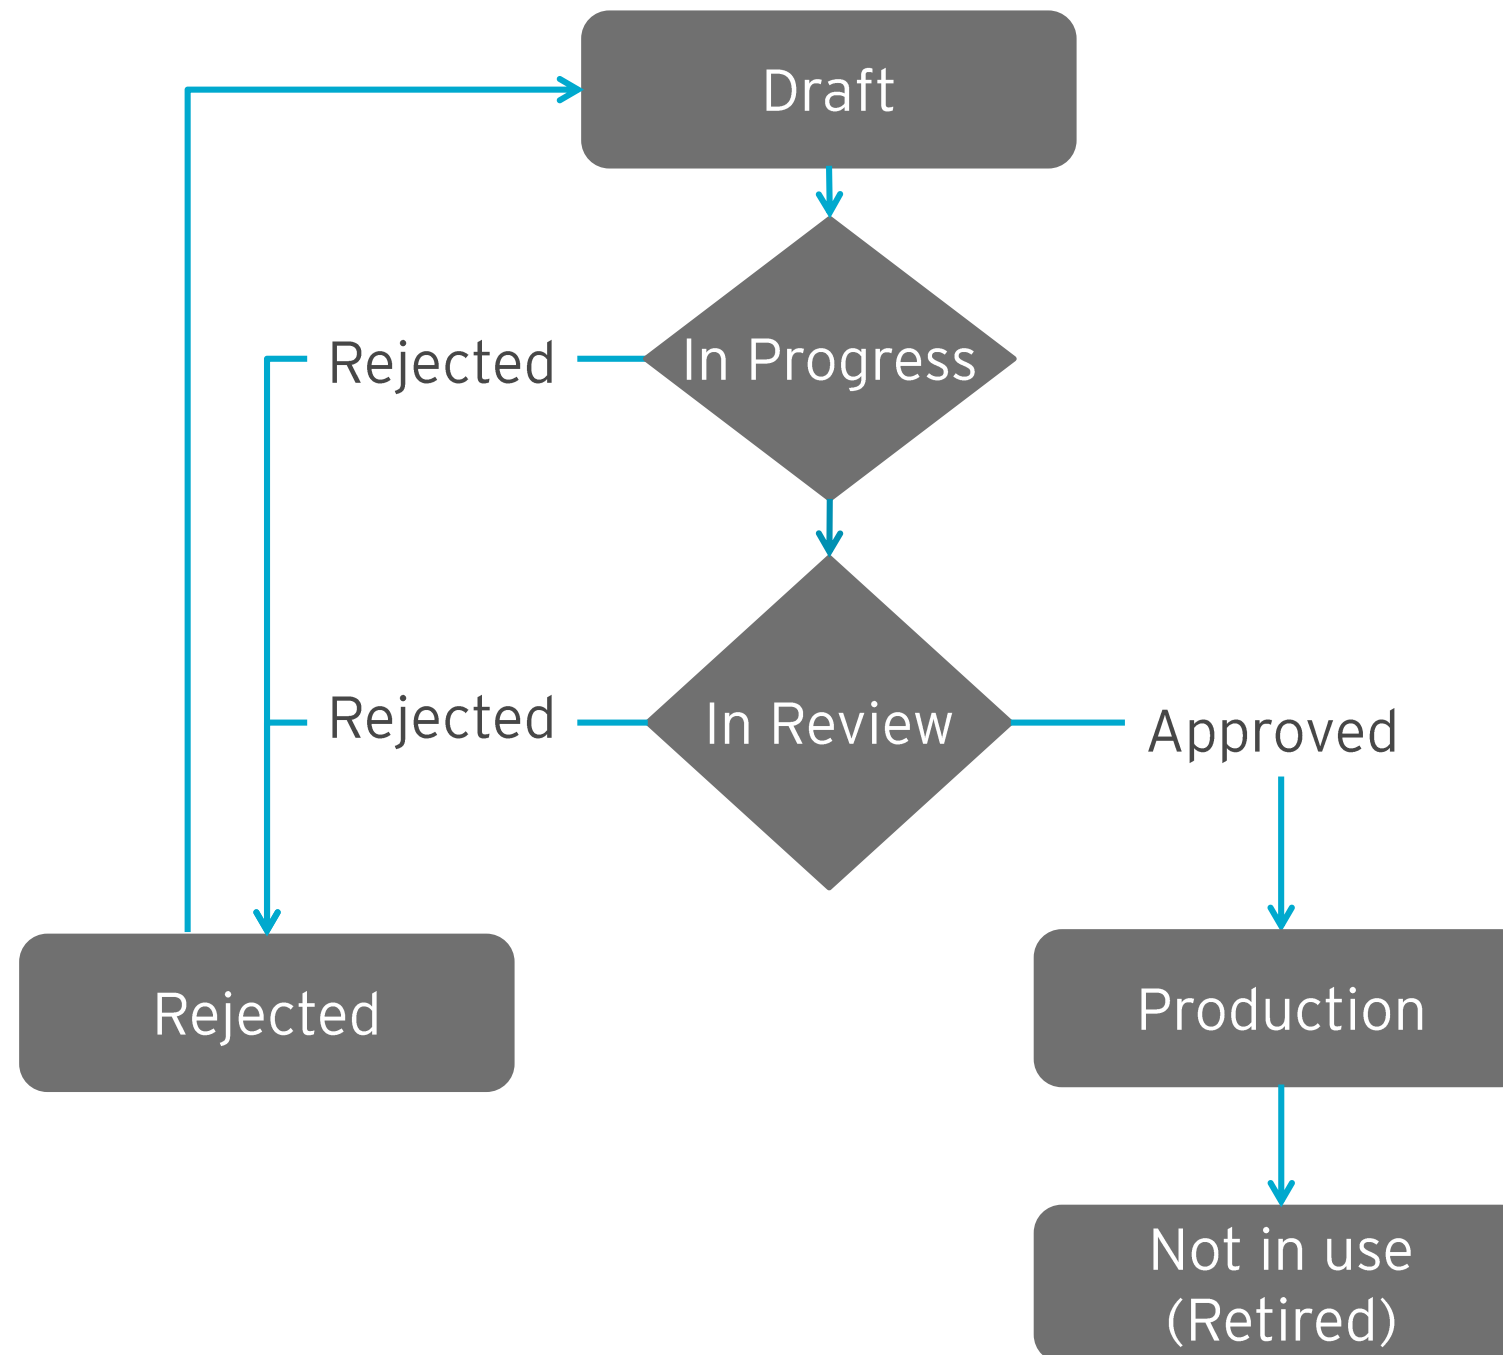 Draft
In Progress
Rejected
In Review
Rejected
Approved
Rejected
Production
Not in use
(Retired)